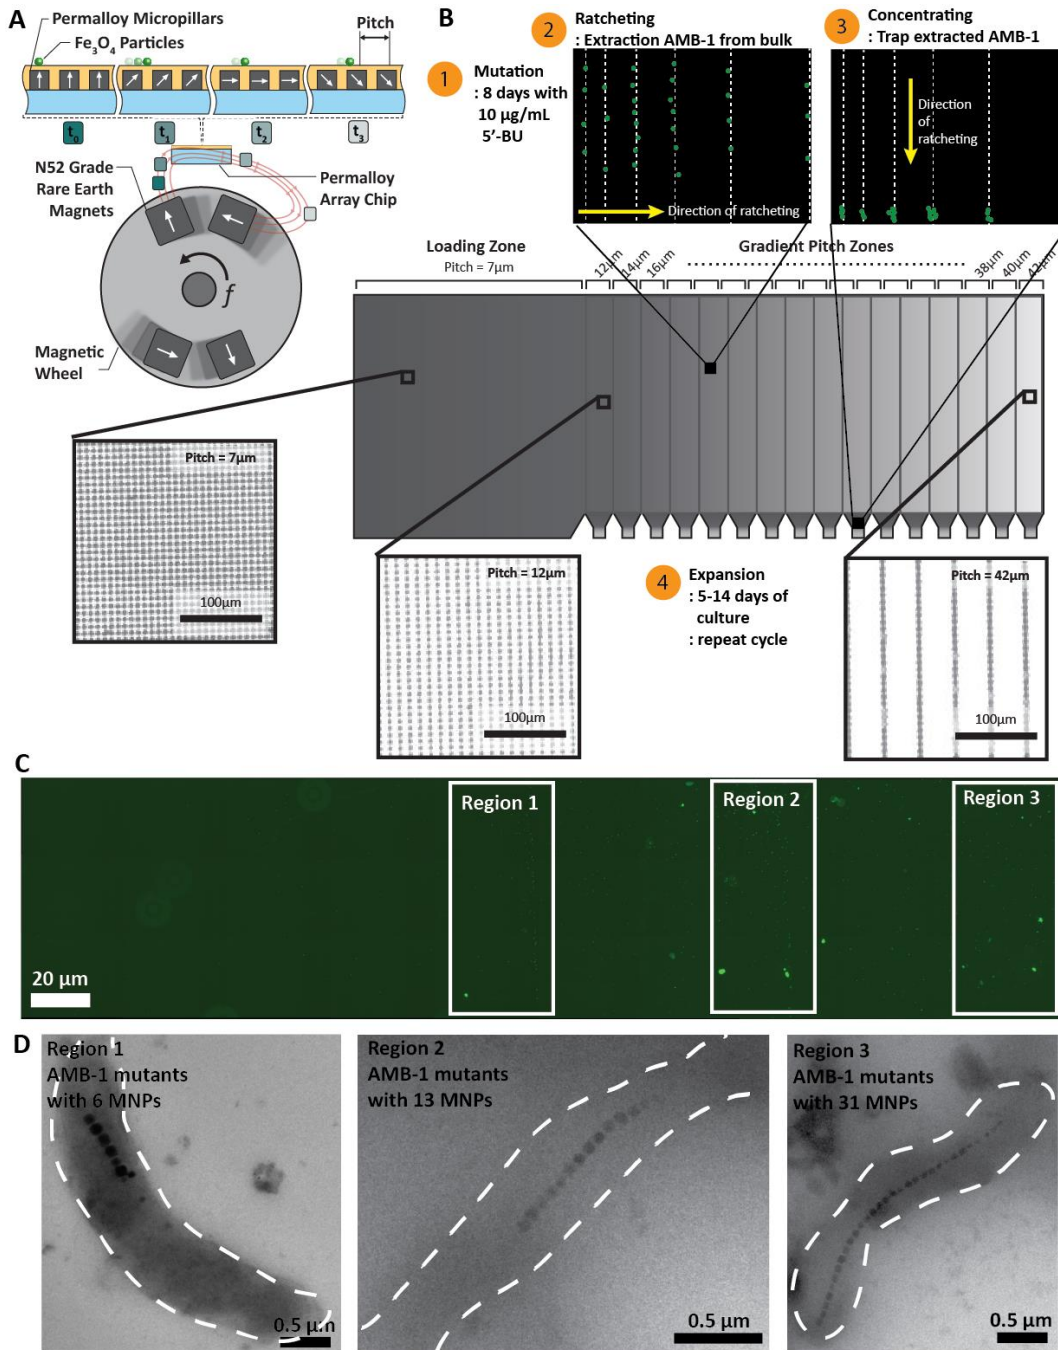 A
Permalloy Micropillars
Fe₃O₄ Particles
Pitch
t₀
t₁
t₂
t₃
N52 Grade
Rare Earth
Magnets
Permalloy
Array Chip
f
Magnetic
Wheel
B
1
Mutation
: 8 days with
10 µg/mL
5'-BU
2
Ratcheting
: Extraction AMB-1 from bulk
Direction of ratcheting
3
Concentrating
: Trap extracted AMB-1
Direction
of
ratcheting
Loading Zone
Pitch = 7µm
Gradient Pitch Zones
12µm
14µm
16µm
38µm
40µm
42µm
Pitch = 7µm
100µm
Pitch = 12µm
100µm
4
Expansion
: 5-14 days of
culture
: repeat cycle
Pitch = 42µm
100µm
C
Region 1
Region 2
Region 3
20 µm
D
Region 1
AMB-1 mutants
with 6 MNPs
0.5 µm
Region 2
AMB-1 mutants
with 13 MNPs
0.5 µm
Region 3
AMB-1 mutants
with 31 MNPs
0.5 µm